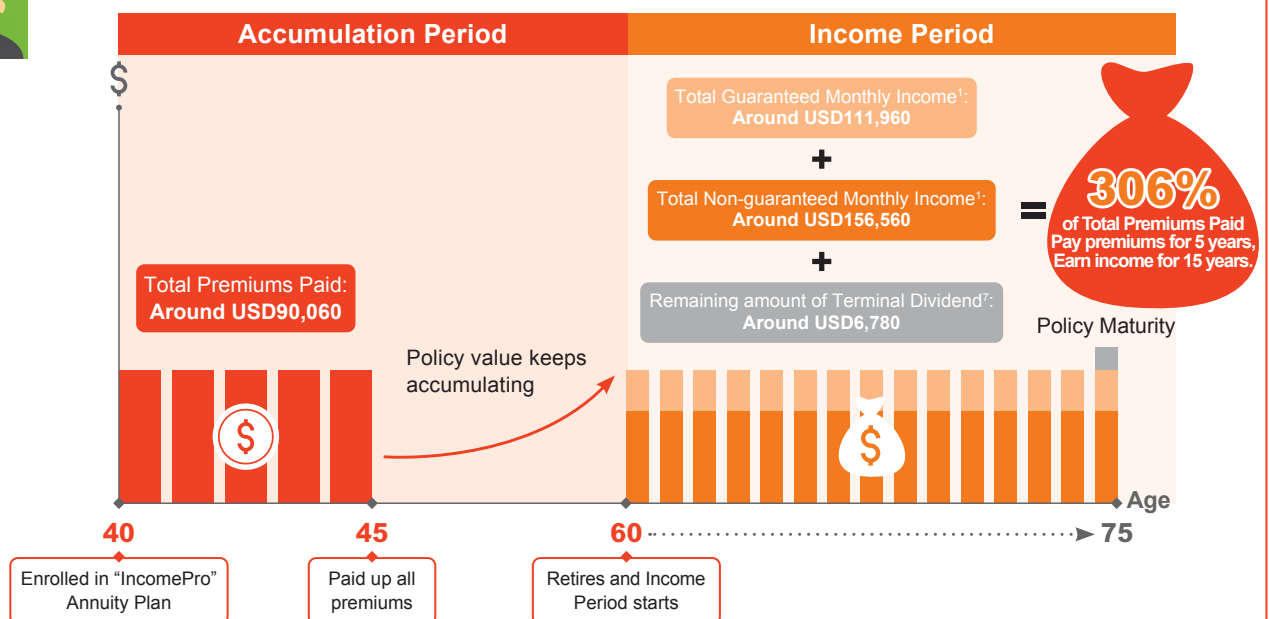 Accumulation Period
Income Period
$
Total Guaranteed Monthly Income¹:
Around USD111,960
+
Total Non-guaranteed Monthly Income¹:
Around USD156,560
+
Remaining amount of Terminal Dividend⁷:
Around USD6,780
=
306%
of Total Premiums Paid
Pay premiums for 5 years,
Earn income for 15 years.
Total Premiums Paid:
Around USD90,060
Policy value keeps
accumulating
Policy Maturity
$
$
Age
40
45
60
75
Enrolled in “IncomePro”
Annuity Plan
Paid up all
premiums
Retires and Income
Period starts